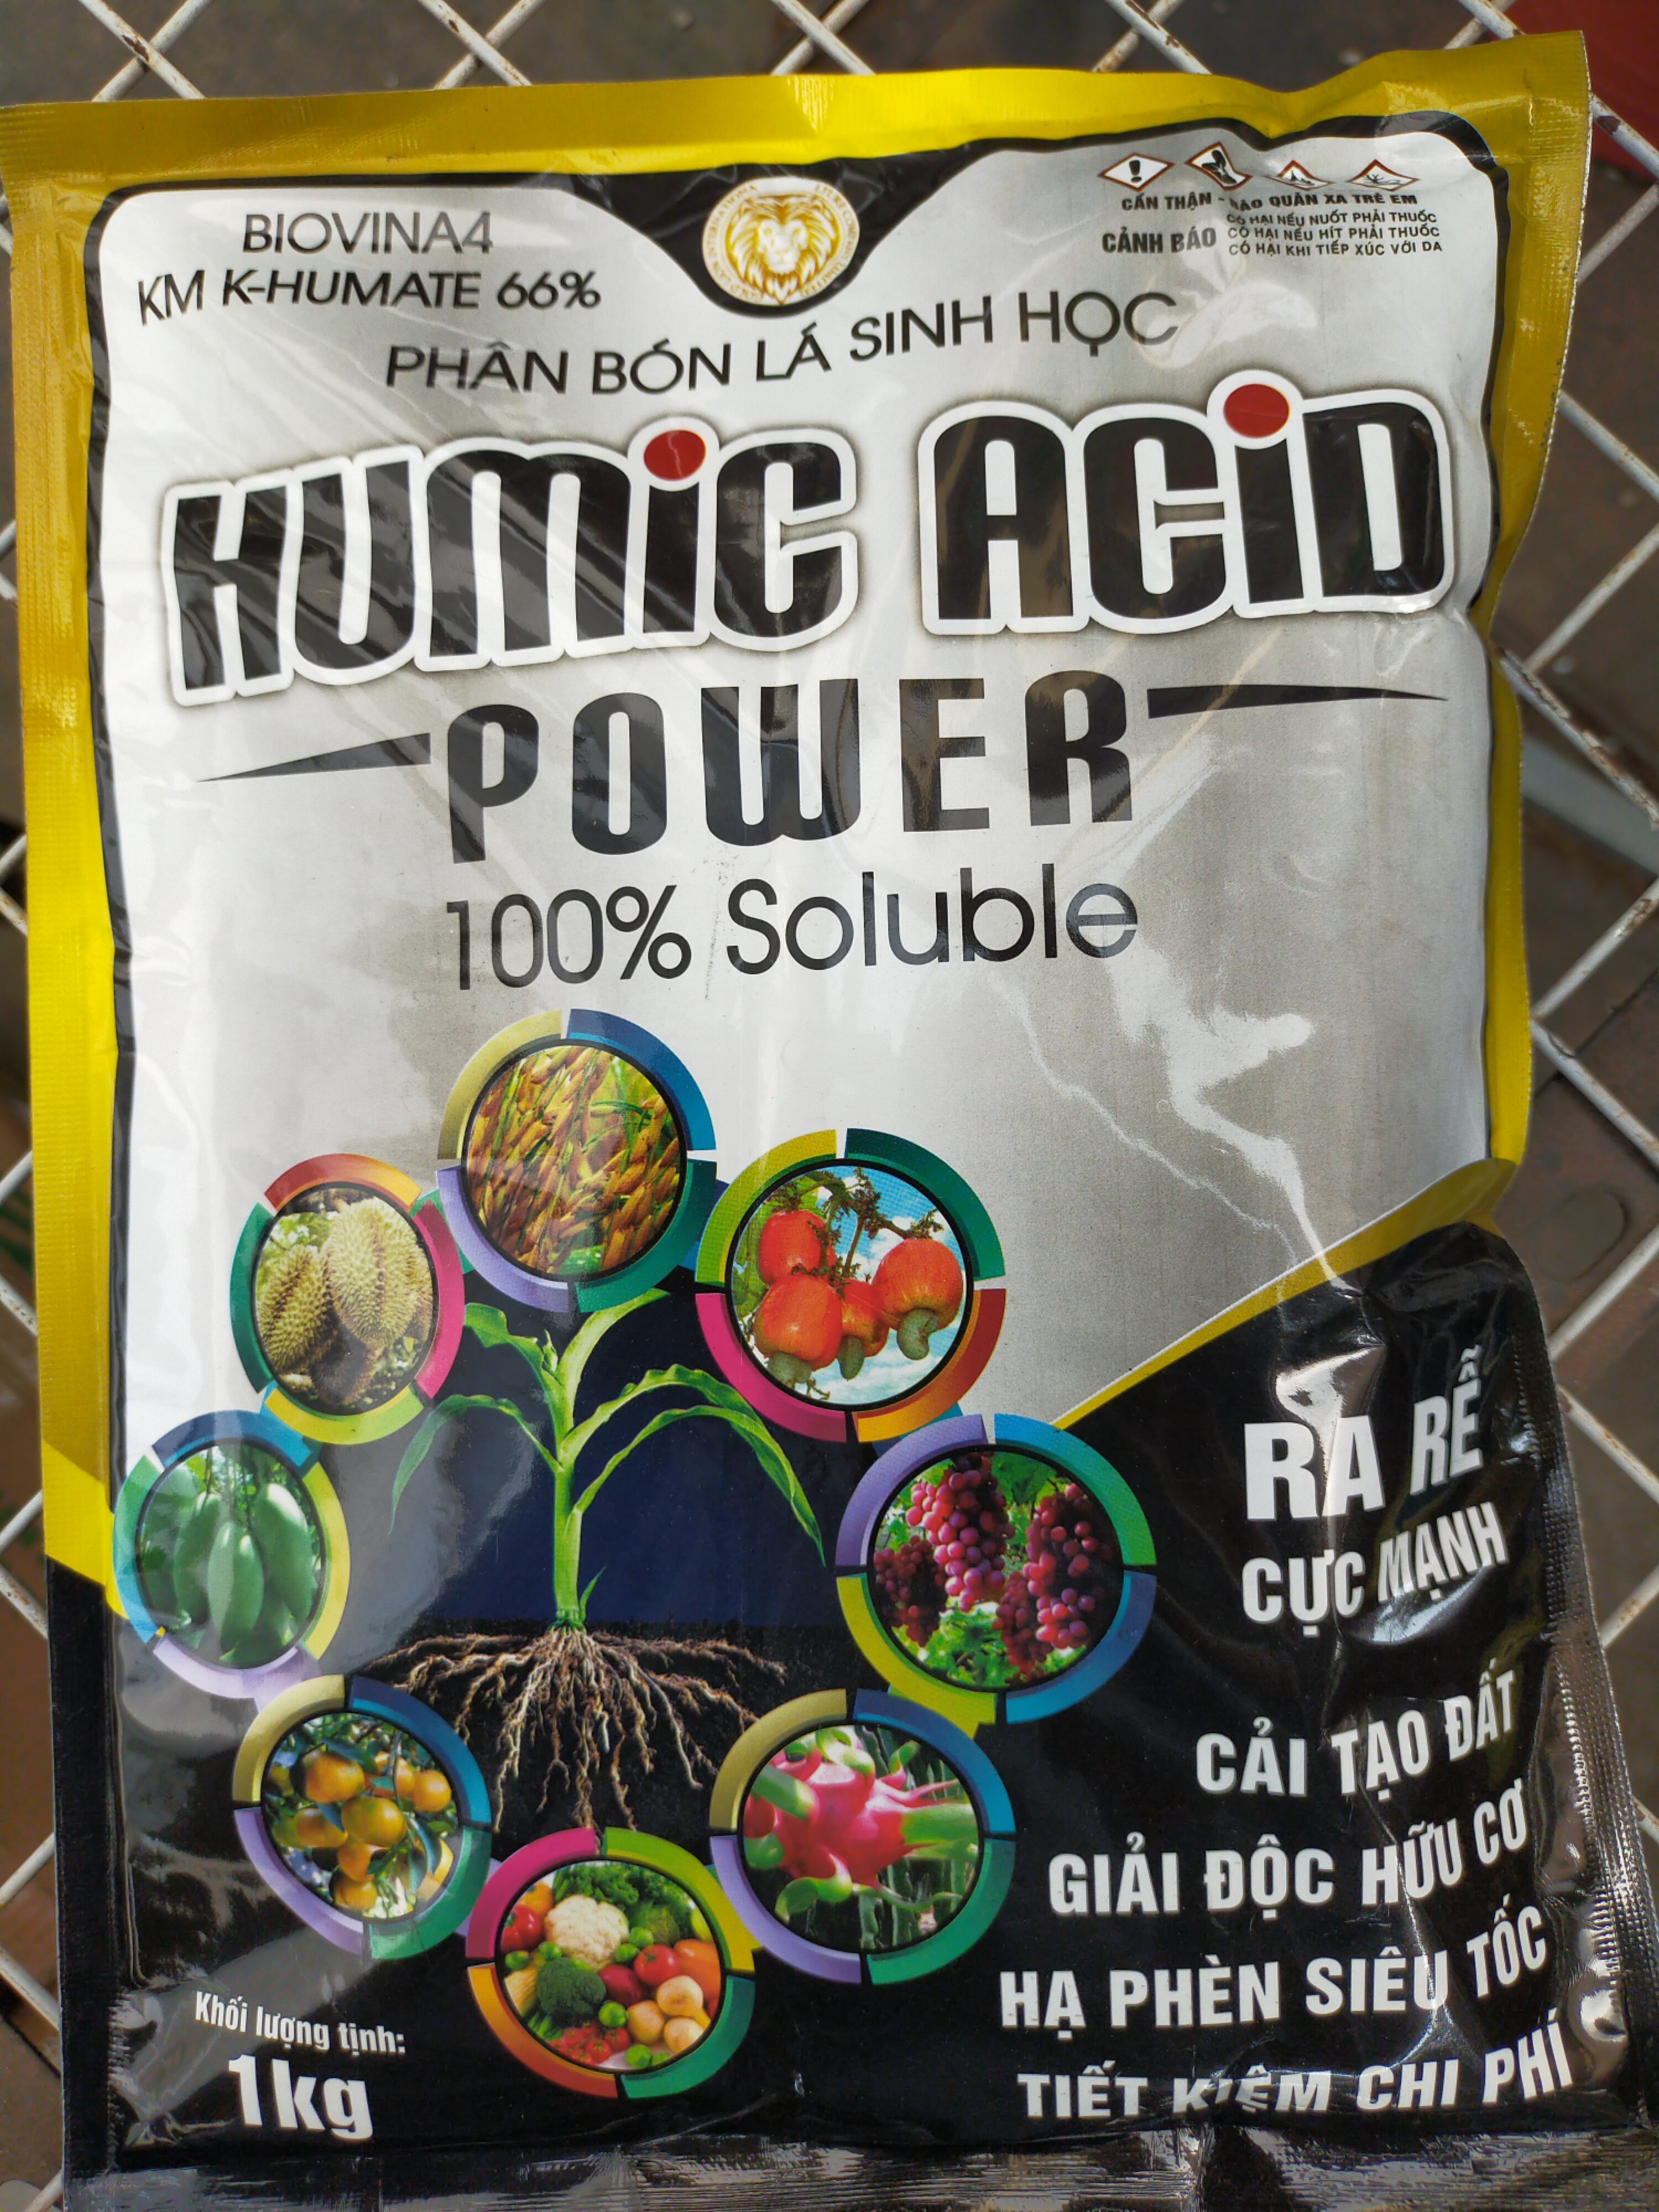 BIOVINA4
KM K-HUMATE 66%
CẨN THẬN - BẢO QUẢN XA TRẺ EM
CẢNH BÁO
CÓ HẠI NẾU NUỐT PHẢI THUỐC
CÓ HẠI NẾU HÍT PHẢI THUỐC
CÓ HẠI KHI TIẾP XÚC VỚI DA
PHÂN BÓN LÁ SINH HỌC
HUMiC ACiD
POWER
100% Soluble
RA RỄ
CỰC MẠNH
CẢI TẠO ĐẤT
GIẢI ĐỘC HỮU CƠ
HẠ PHÈN SIÊU TỐC
TIẾT KIỆM CHI PHÍ
Khối lượng tịnh:
1kg